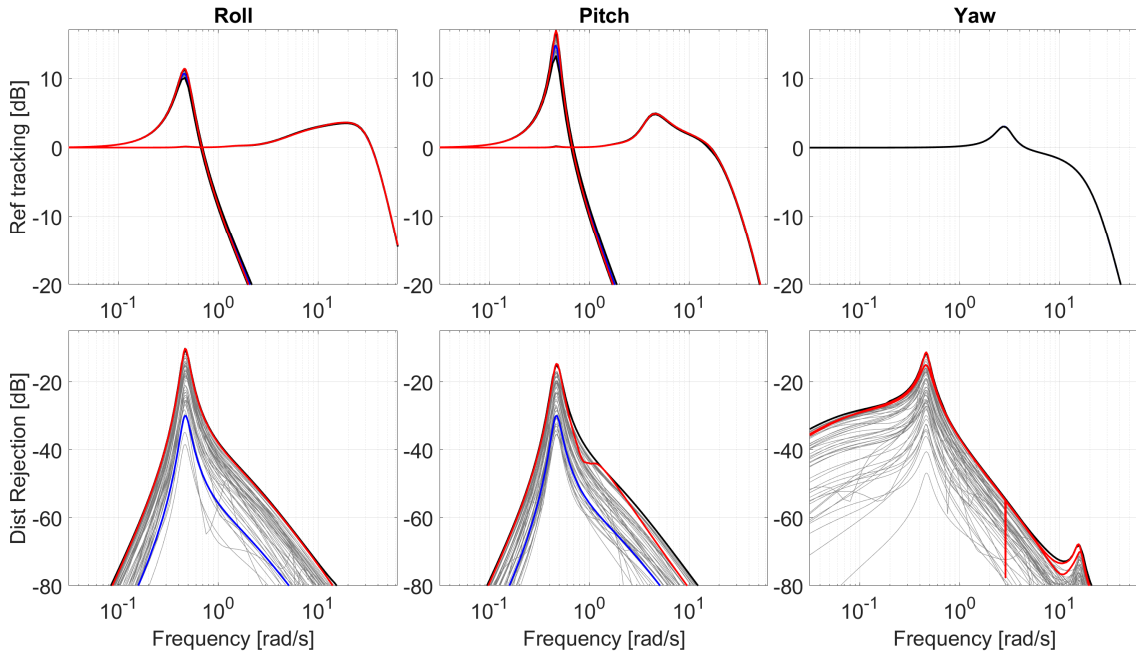 Roll Pitch Yaw
Ref tracking [dB]
10 10 10
0 0 0
-10 -10 -10
-20 -20 -20
10^-1 10^0 10^1 10^-1 10^0 10^1 10^-1 10^0 10^1
Dist Rejection [dB]
-20 -20 -20
-40 -40 -40
-60 -60 -60
-80 -80 -80
10^-1 10^0 10^1 10^-1 10^0 10^1 10^-1 10^0 10^1
Frequency [rad/s] Frequency [rad/s] Frequency [rad/s]